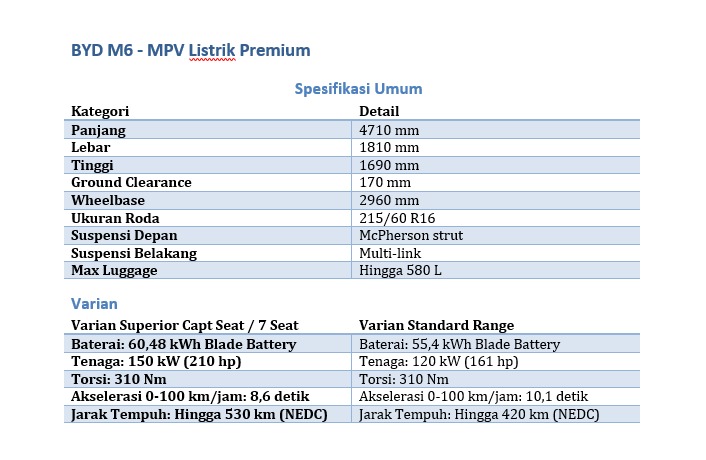 BYD M6 - MPV Listrik Premium
Spesifikasi Umum
Kategori Detail
Panjang 4710 mm
Lebar 1810 mm
Tinggi 1690 mm
Ground Clearance 170 mm
Wheelbase 2960 mm
Ukuran Roda 215/60 R16
Suspensi Depan McPherson strut
Suspensi Belakang Multi-link
Max Luggage Hingga 580 L
Varian
Varian Superior Capt Seat / 7 Seat Varian Standard Range
Baterai: 60,48 kWh Blade Battery Baterai: 55,4 kWh Blade Battery
Tenaga: 150 kW (210 hp) Tenaga: 120 kW (161 hp)
Torsi: 310 Nm Torsi: 310 Nm
Akselerasi 0-100 km/jam: 8,6 detik Akselerasi 0-100 km/jam: 10,1 detik
Jarak Tempuh: Hingga 530 km (NEDC) Jarak Tempuh: Hingga 420 km (NEDC)